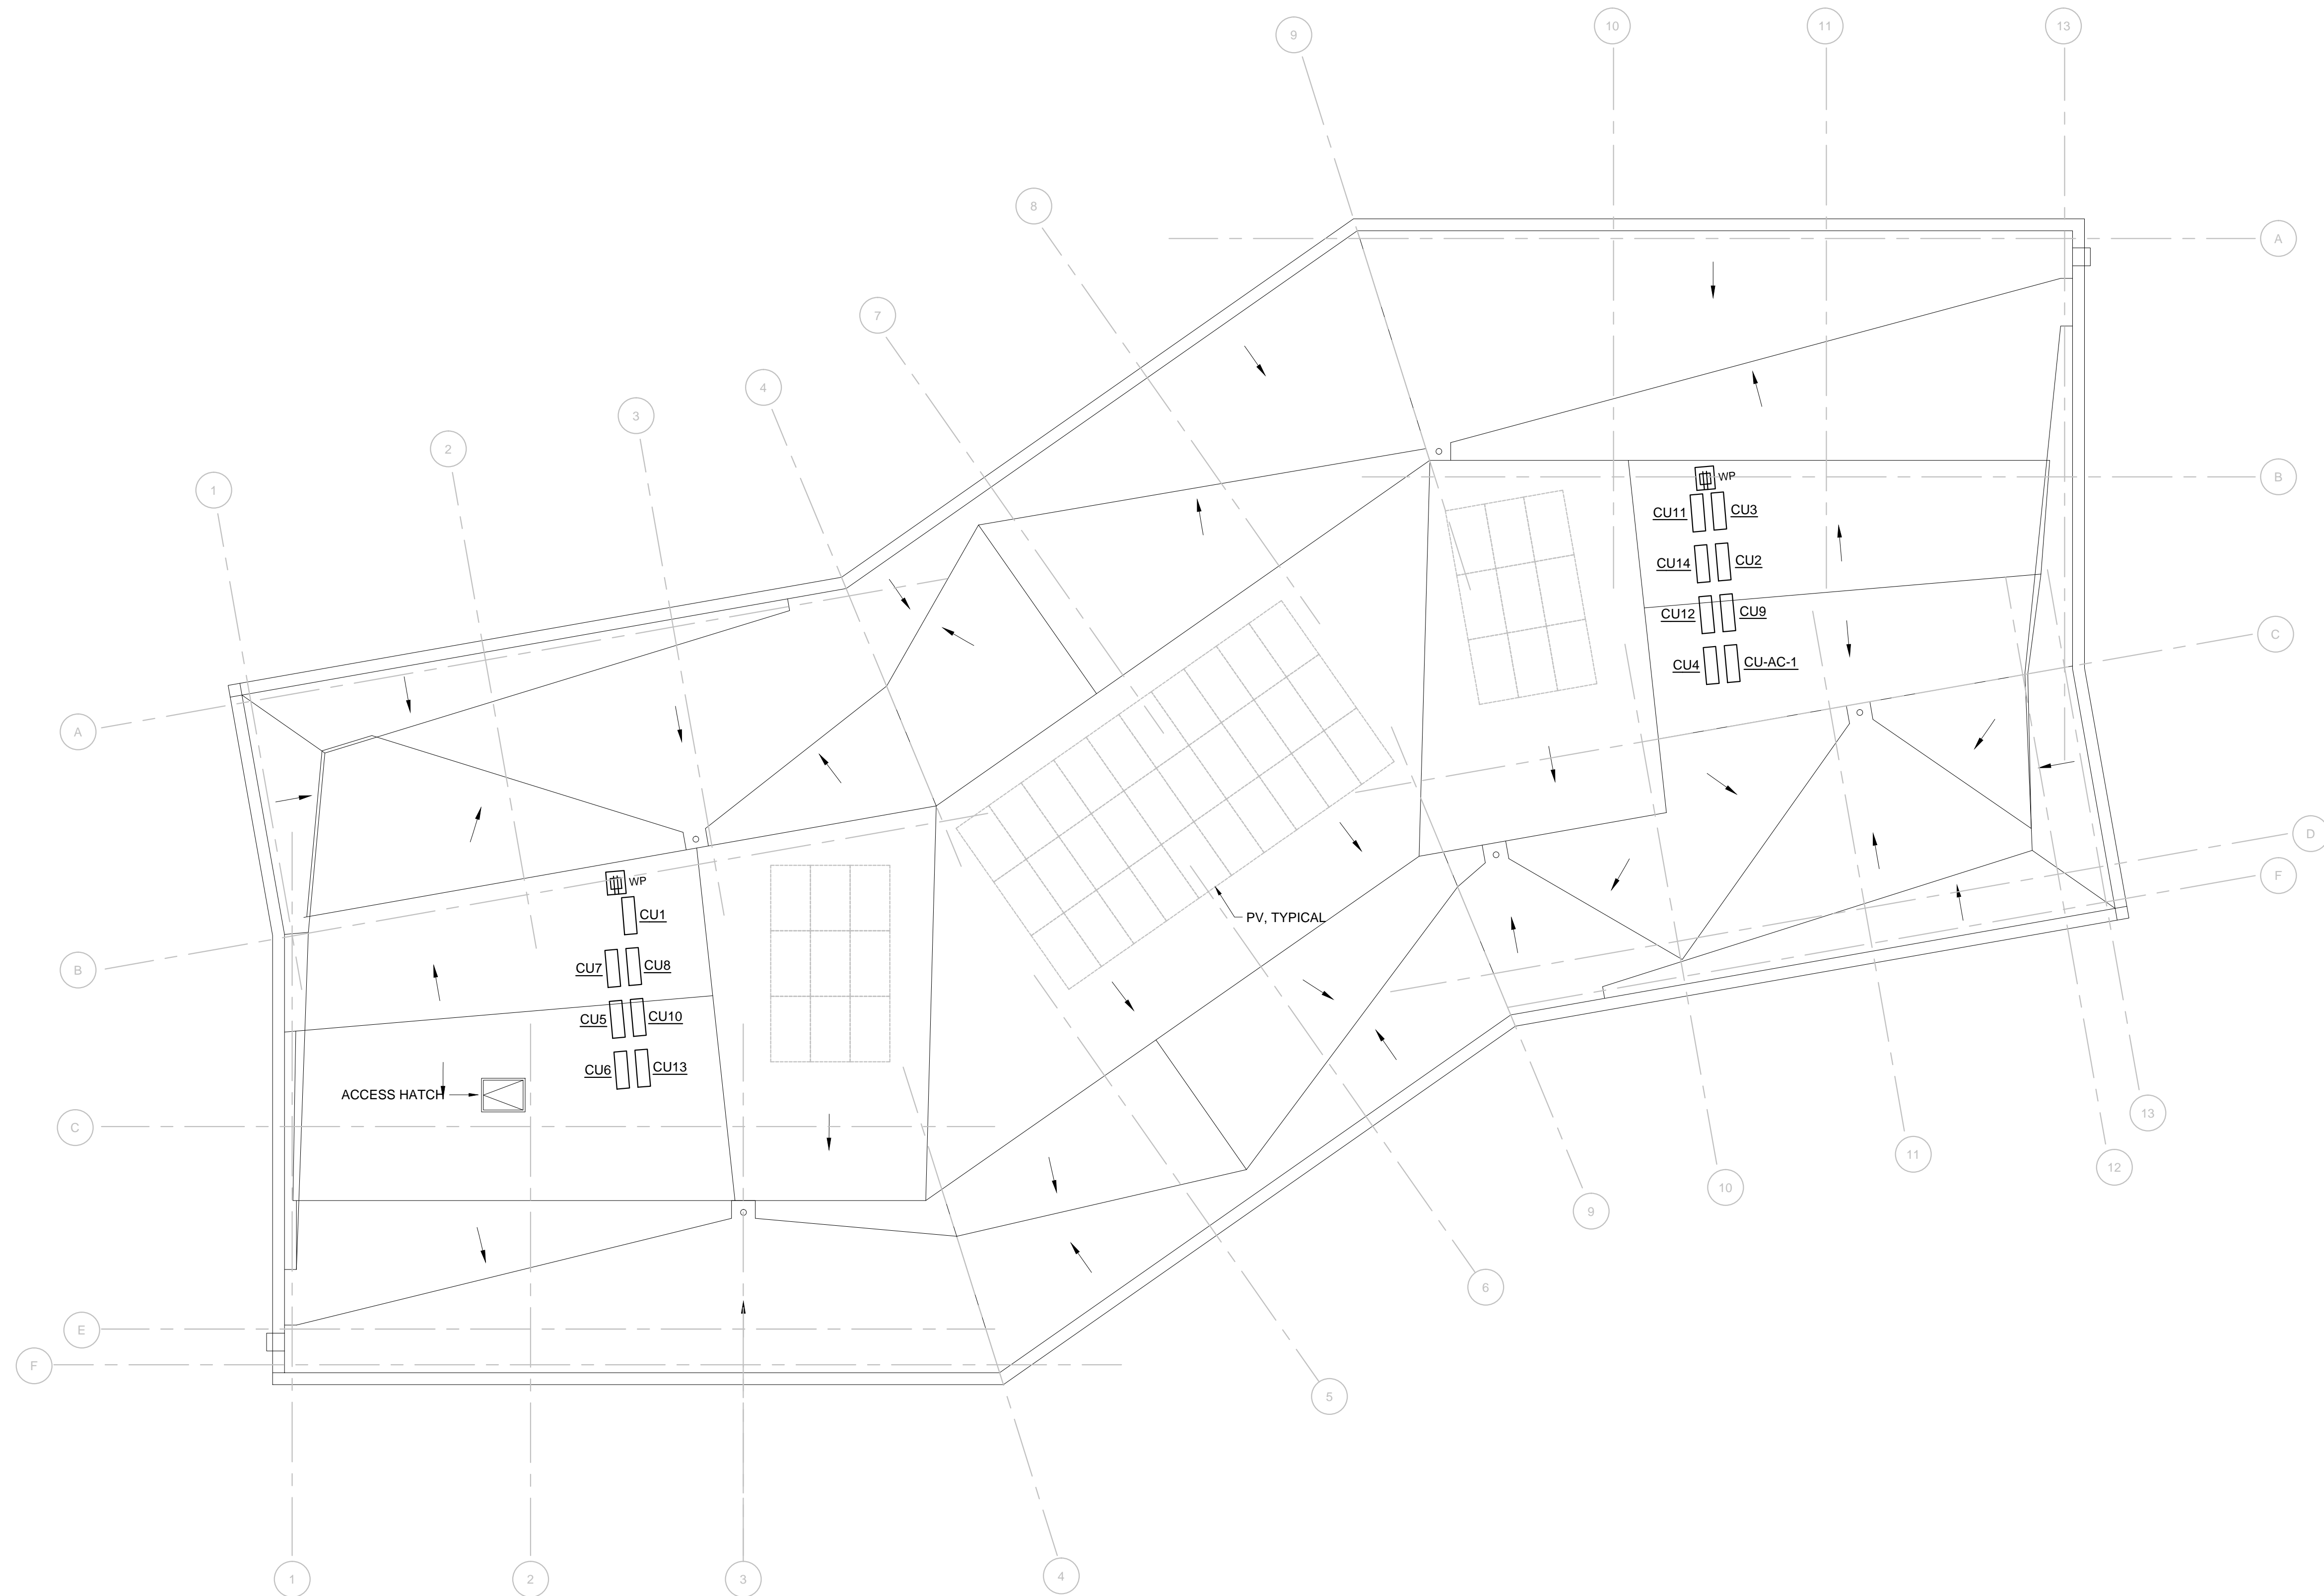 9
10
11
13
8
A
7
4
3
2
B
WP
1
CU11
CU3
CU14
CU2
CU12
CU9
C
CU4
CU-AC-1
A
D
WP
F
CU1
PV, TYPICAL
CU7
CU8
B
CU5
CU10
CU6
CU13
ACCESS HATCH
13
C
11
12
10
9
6
E
F
5
1
2
3
4